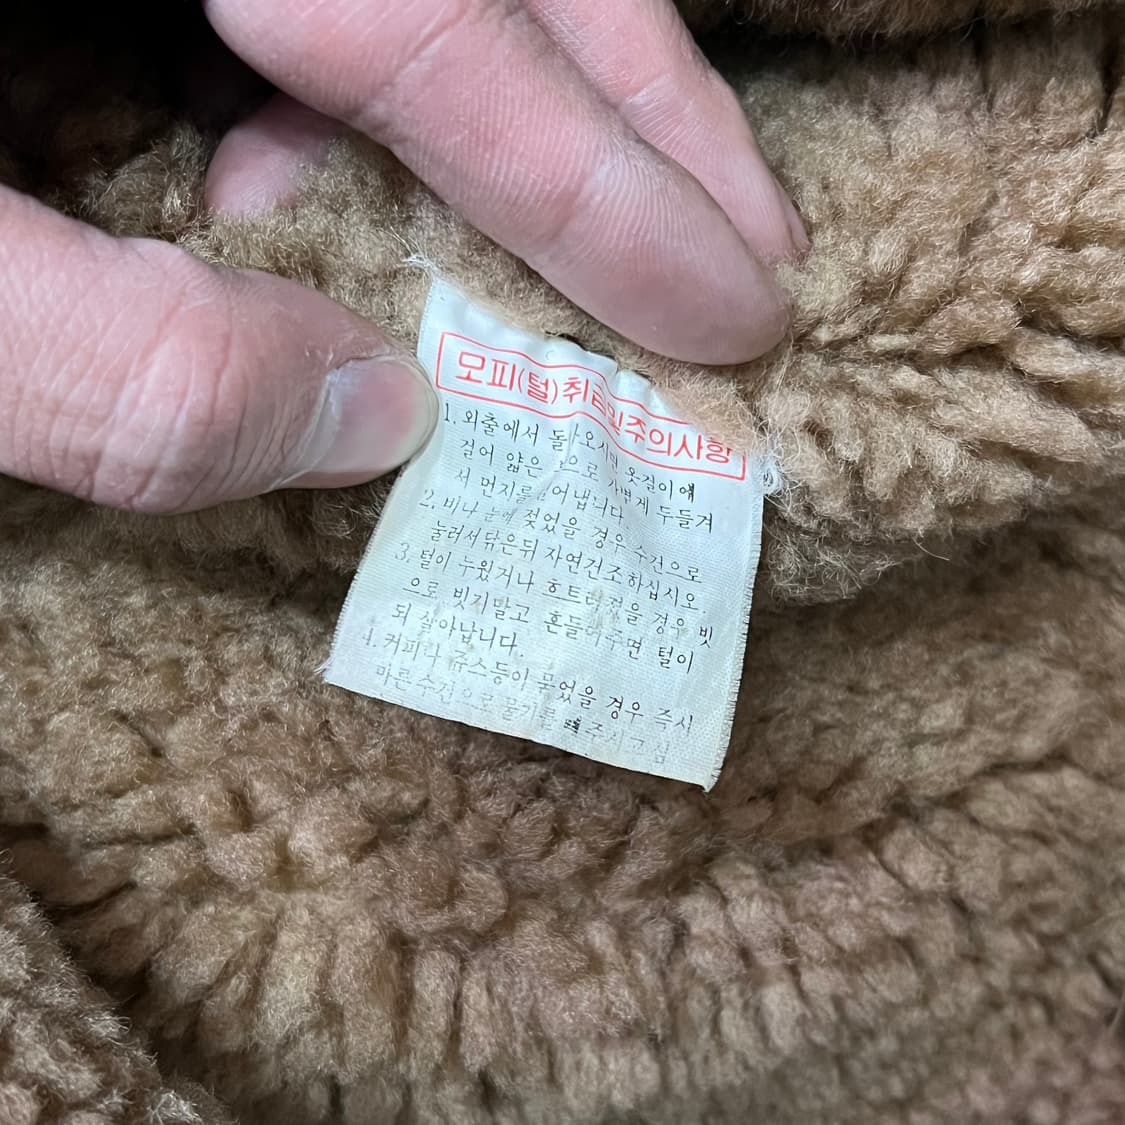 모피(털)취급및주의사항
1. 외출에서 돌아오시면 옷걸이에
걸어 얇은 으로 가볍게 두들겨
서 먼지를 털어냅니다.
2. 비나 눈에 젖었을 경우 수건으로
눌러서닦은뒤 자연건조하십시오.
3. 털이 누웠거나 흐트러졌을 경우 빗
으로 빗기말고 흔들어주면 털이
되 살아납니다.
4. 커피나 쥬스등이 묻었을 경우 즉시
마른수건으로 물기를 주시고 심